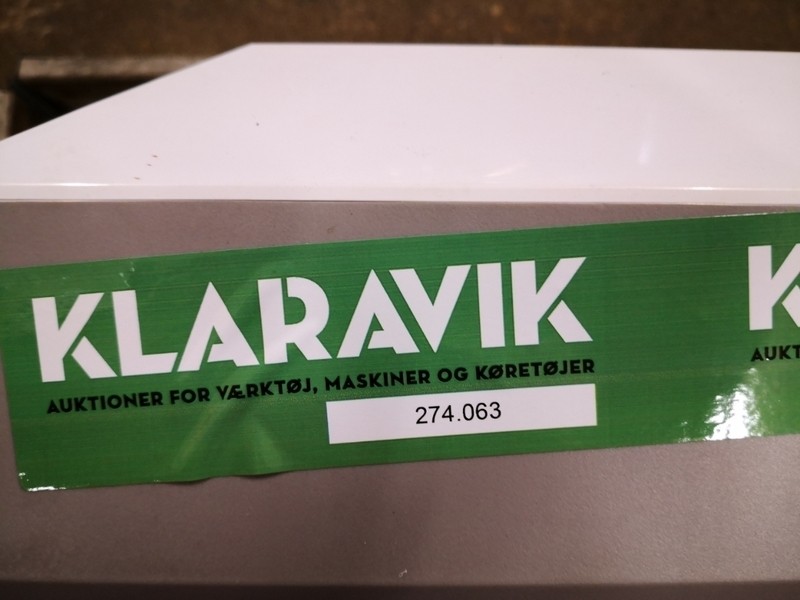 KLARAVIK
AUKTIONER FOR VÆRKTØJ, MASKINER OG KØRETØJER
274.063
K
AUKT